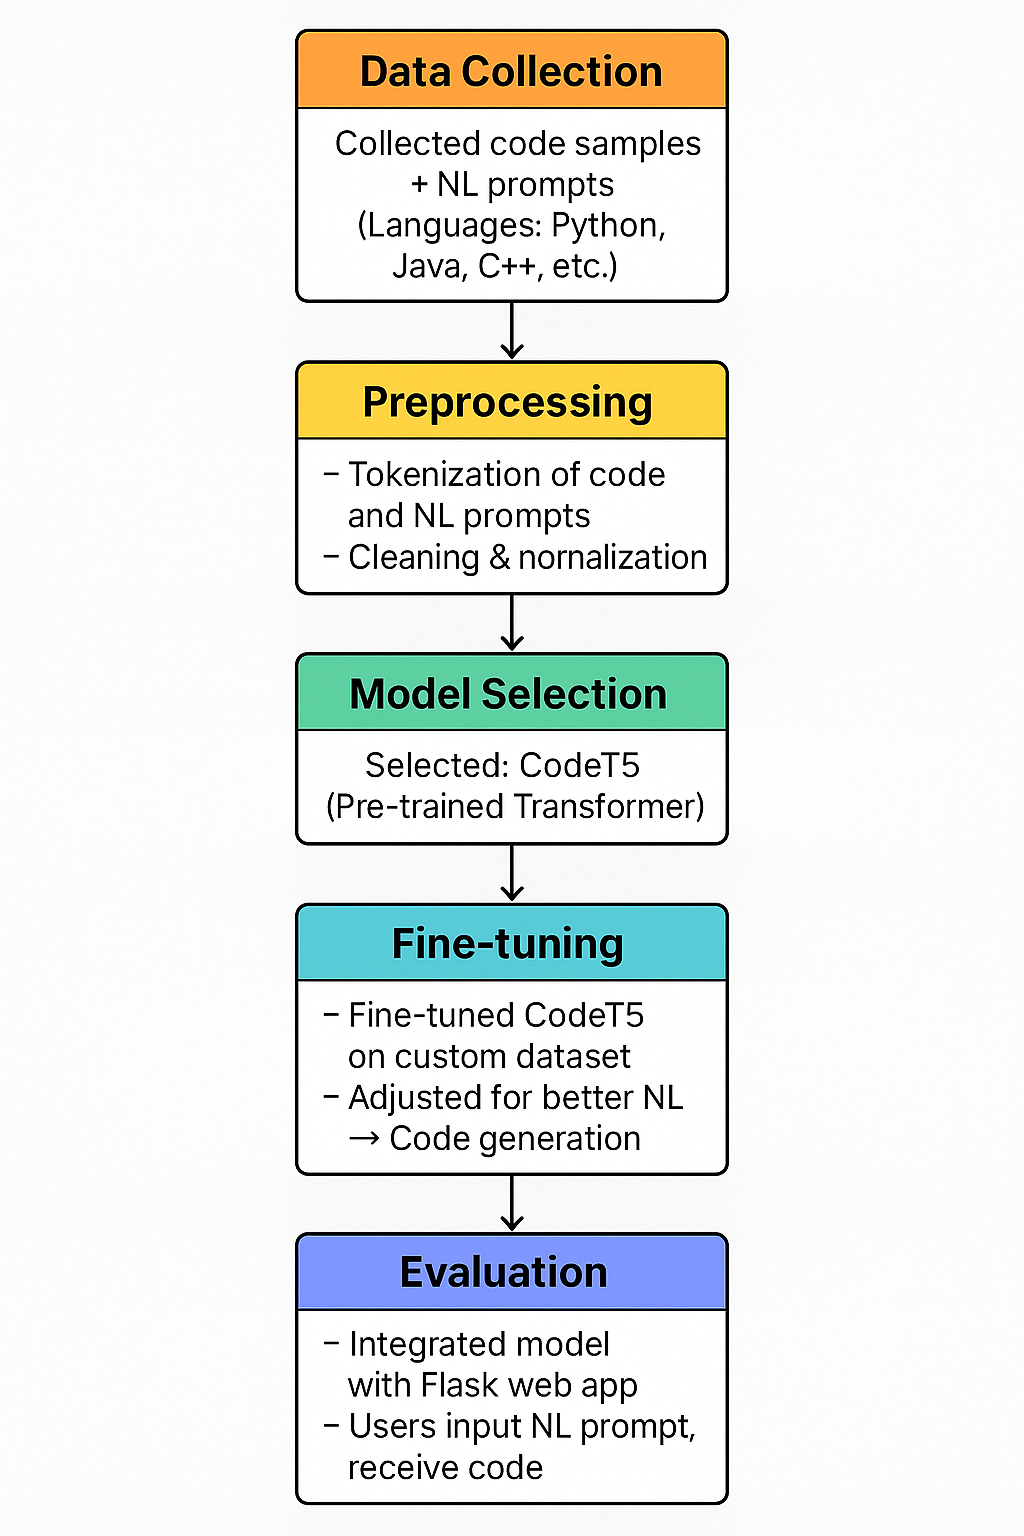 Data Collection
Collected code samples
+ NL prompts
(Languages: Python,
Java, C++, etc.)
Preprocessing
– Tokenization of code
and NL prompts
– Cleaning & nornalization
Model Selection
Selected: CodeT5
(Pre-trained Transformer)
Fine-tuning
– Fine-tuned CodeT5
on custom dataset
– Adjusted for better NL
→ Code generation
Evaluation
– Integrated model
with Flask web app
– Users input NL prompt,
receive code